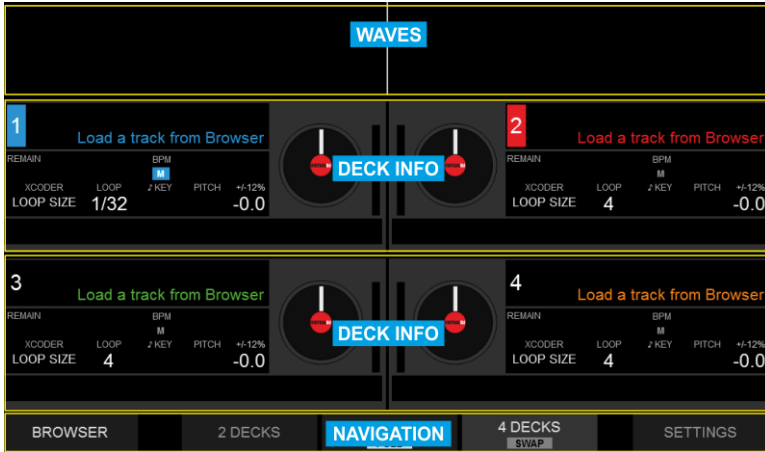 WAVES
1 Load a track from Browser
2 Load a track from Browser
REMAIN BPM
REMAIN BPM
DECK INFO
M
M
XCODER LOOP ♪KEY PITCH +/-12%
XCODER LOOP ♪KEY PITCH +/-12%
LOOP SIZE 1/32 -0.0
LOOP SIZE 4 -0.0
3 Load a track from Browser
4 Load a track from Browser
REMAIN BPM
REMAIN BPM
DECK INFO
M
M
XCODER LOOP ♪KEY PITCH +/-12%
XCODER LOOP ♪KEY PITCH +/-12%
LOOP SIZE 4 -0.0
LOOP SIZE 4 -0.0
BROWSER 2 DECKS NAVIGATION 4 DECKS SETTINGS
SWAP